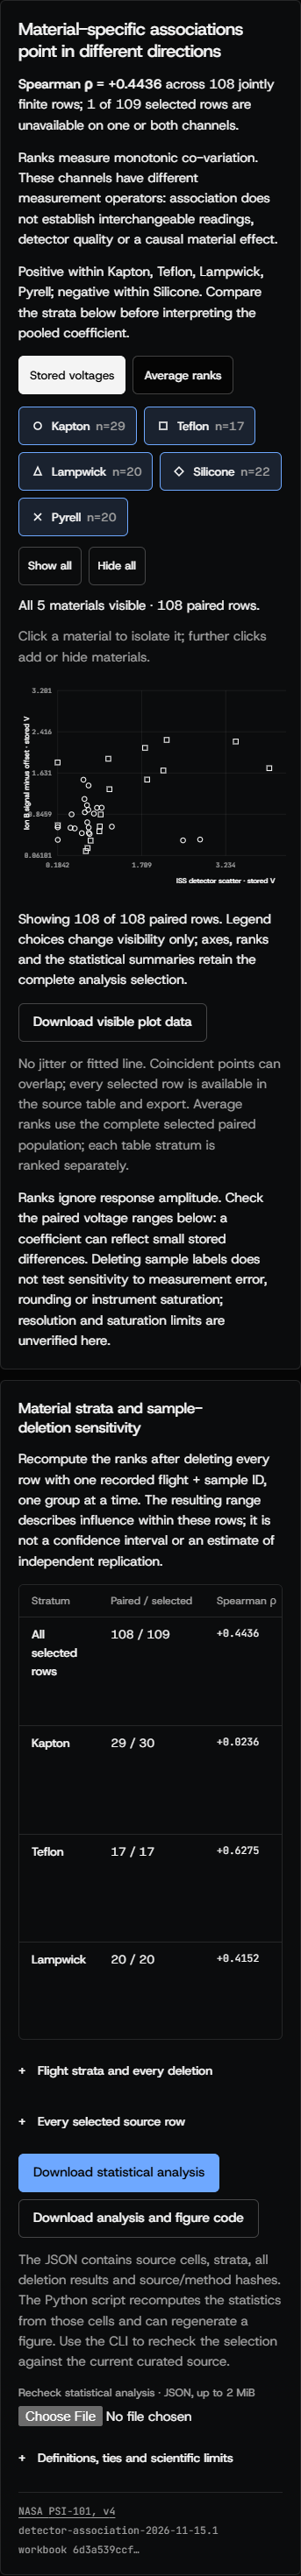 Material-specific associations
point in different directions
Spearman ρ = +0.4436 across 108 jointly
finite rows; 1 of 109 selected rows are
unavailable on one or both channels.
Ranks measure monotonic co-variation.
These channels have different
measurement operators: association does
not establish interchangeable readings,
detector quality or a causal material effect.
Positive within Kapton, Teflon, Lampwick,
Pyrell; negative within Silicone. Compare
the strata below before interpreting the
pooled coefficient.
Stored voltages
Average ranks
Kapton n=29
Teflon n=17
Lampwick n=20
Silicone n=22
Pyrell n=20
Show all
Hide all
All 5 materials visible · 108 paired rows.
Click a material to isolate it; further clicks
add or hide materials.
Ion B signal minus offset · stored V
3.201
2.416
1.631
0.8459
0.06101
0.1842 1.709 3.234
ISS detector scatter · stored V
Showing 108 of 108 paired rows. Legend
choices change visibility only; axes, ranks
and the statistical summaries retain the
complete analysis selection.
Download visible plot data
No jitter or fitted line. Coincident points can
overlap; every selected row is available in
the source table and export. Average
ranks use the complete selected paired
population; each table stratum is
ranked separately.
Ranks ignore response amplitude. Check
the paired voltage ranges below: a
coefficient can reflect small stored
differences. Deleting sample labels does
not test sensitivity to measurement error,
rounding or instrument saturation;
resolution and saturation limits are
unverified here.
Material strata and sample-
deletion sensitivity
Recompute the ranks after deleting every
row with one recorded flight + sample ID,
one group at a time. The resulting range
describes influence within these rows; it is
not a confidence interval or an estimate of
independent replication.
Stratum Paired / selected Spearman ρ
All
selected
rows
108 / 109 +0.4436
Kapton 29 / 30 +0.0236
Teflon 17 / 17 +0.6275
Lampwick 20 / 20 +0.4152
+ Flight strata and every deletion
+ Every selected source row
Download statistical analysis
Download analysis and figure code
The JSON contains source cells, strata, all
deletion results and source/method hashes.
The Python script recomputes the statistics
from those cells and can regenerate a
figure. Use the CLI to recheck the selection
against the current curated source.
Recheck statistical analysis · JSON, up to 2 MiB
Choose File No file chosen
+ Definitions, ties and scientific limits
NASA PSI-101, v4
detector-association-2026-11-15.1
workbook 6d3a539ccf…